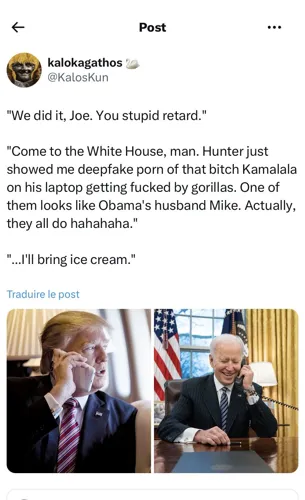 Post
kalokagathos 🦢
@KalosKun
"We did it, Joe. You stupid retard."
"Come to the White House, man. Hunter just
showed me deepfake porn of that bitch Kamalala
on his laptop getting fucked by gorillas. One of
them looks like Obama's husband Mike. Actually,
they all do hahahaha."
"...I'll bring ice cream."
Traduire le post